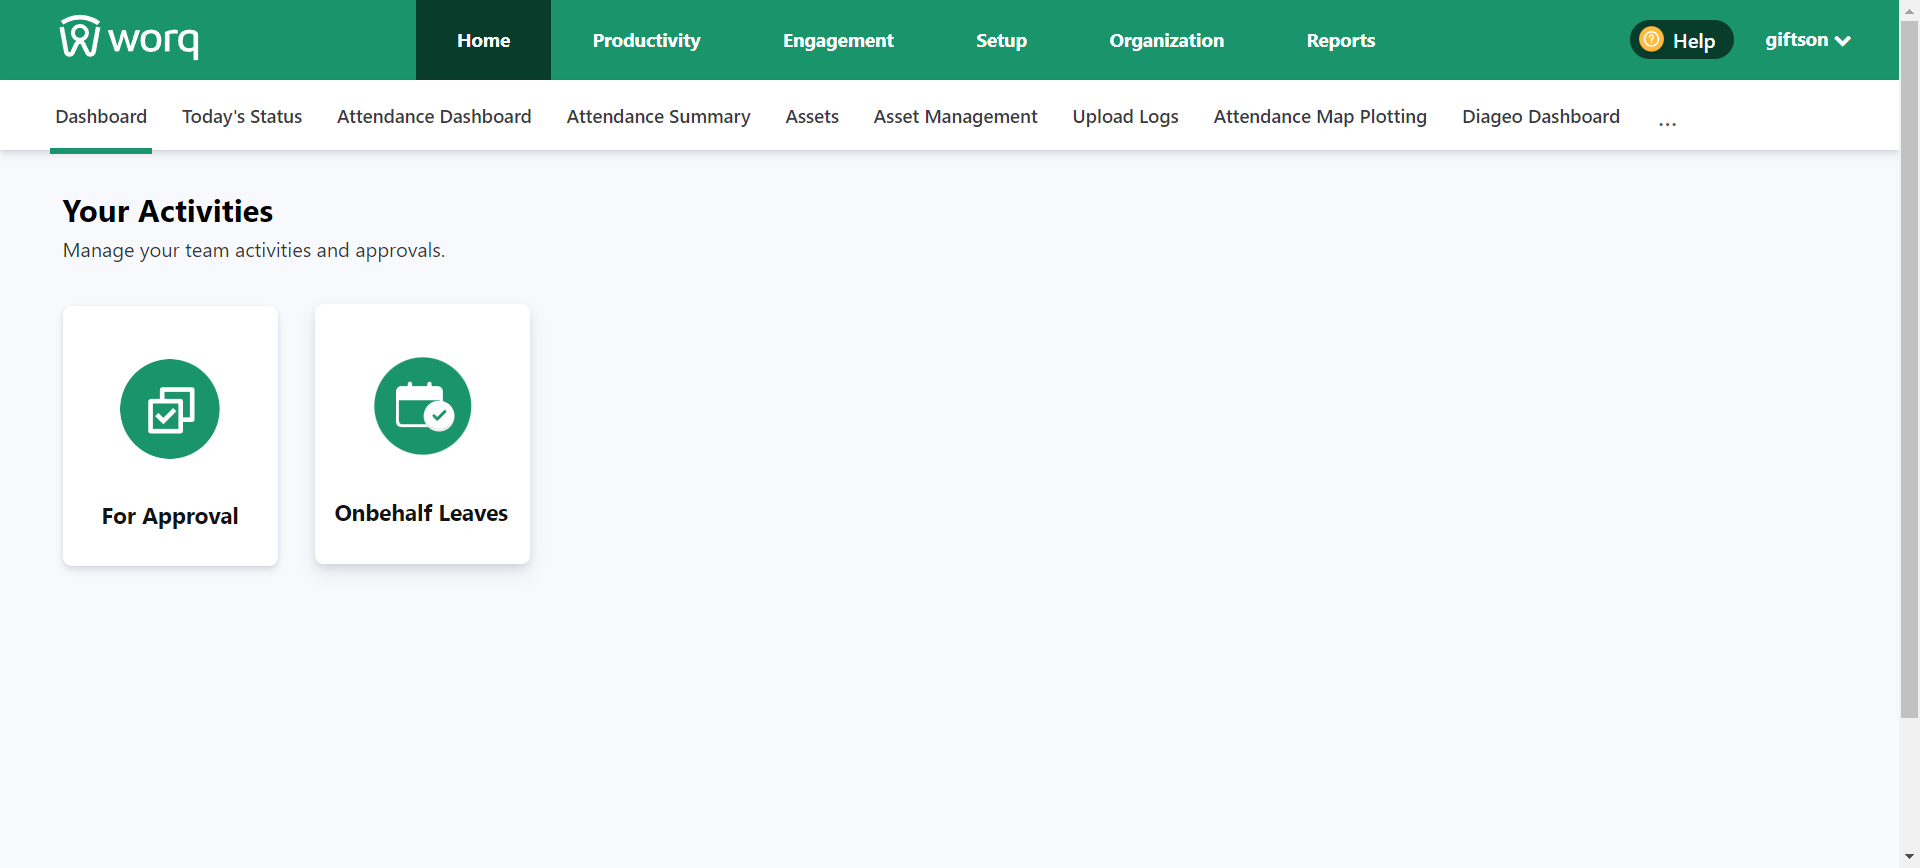 worq
Home Productivity Engagement Setup Organization Reports Help giftson
Dashboard Today's Status Attendance Dashboard Attendance Summary Assets Asset Management Upload Logs Attendance Map Plotting Diageo Dashboard ...
Your Activities
Manage your team activities and approvals.
For Approval
Onbehalf Leaves